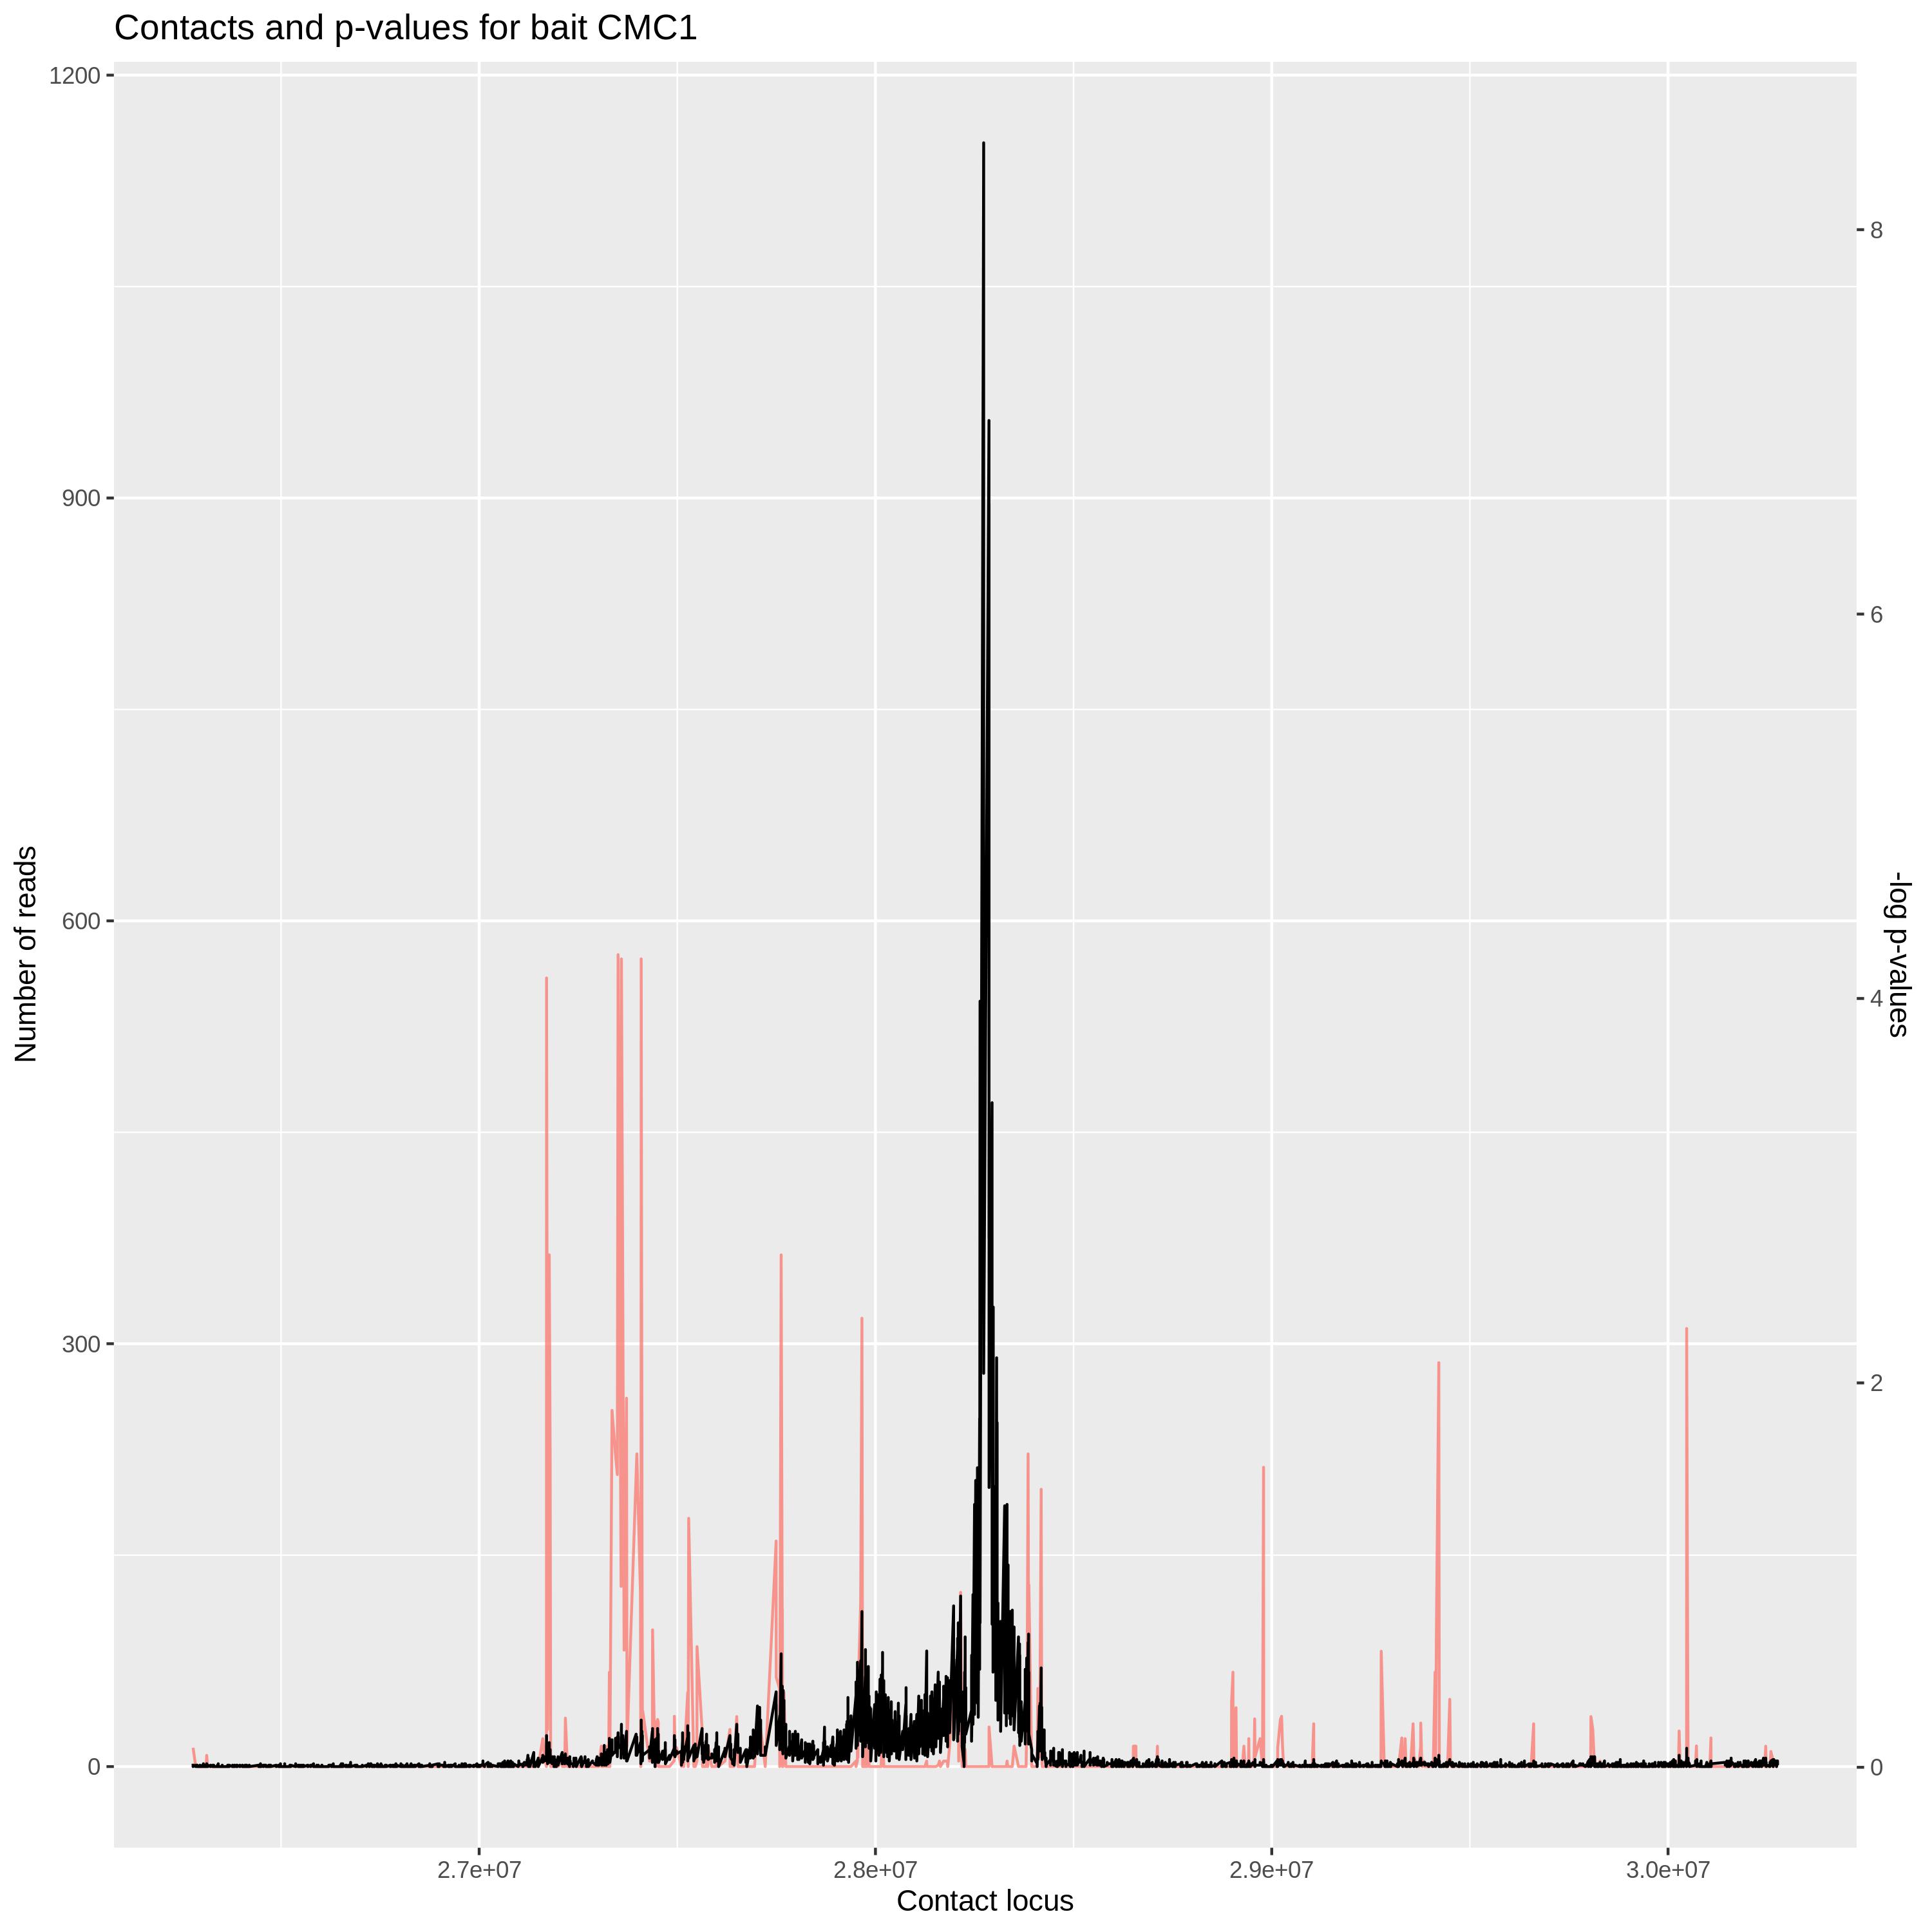 Contacts and p-values for bait CMC1
1200
900
600
300
0
Number of reads
8
6
4
2
0
-log p-values
2.7e+07
2.8e+07
2.9e+07
3.0e+07
Contact locus